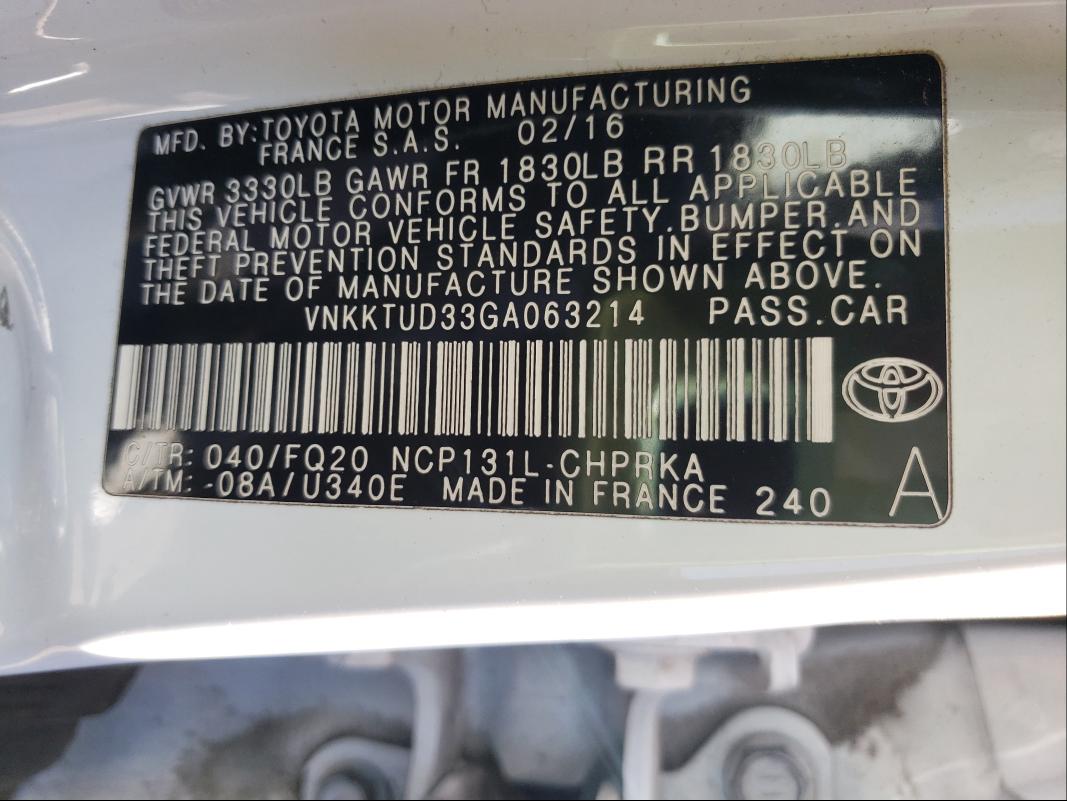 MFD. BY:TOYOTA MOTOR MANUFACTURING
FRANCE S.A.S. 02/16
GVWR 3330LB GAWR FR 1830LB RR 1830LB
THIS VEHICLE CONFORMS TO ALL APPLICABLE
FEDERAL MOTOR VEHICLE SAFETY,BUMPER,AND
THEFT PREVENTION STANDARDS IN EFFECT ON
THE DATE OF MANUFACTURE SHOWN ABOVE.
VNKKTUD33GA063214 PASS.CAR
C/TR: 040/FQ20 NCP131L-CHPRKA
A/TM: -08A/U340E MADE IN FRANCE 240 A